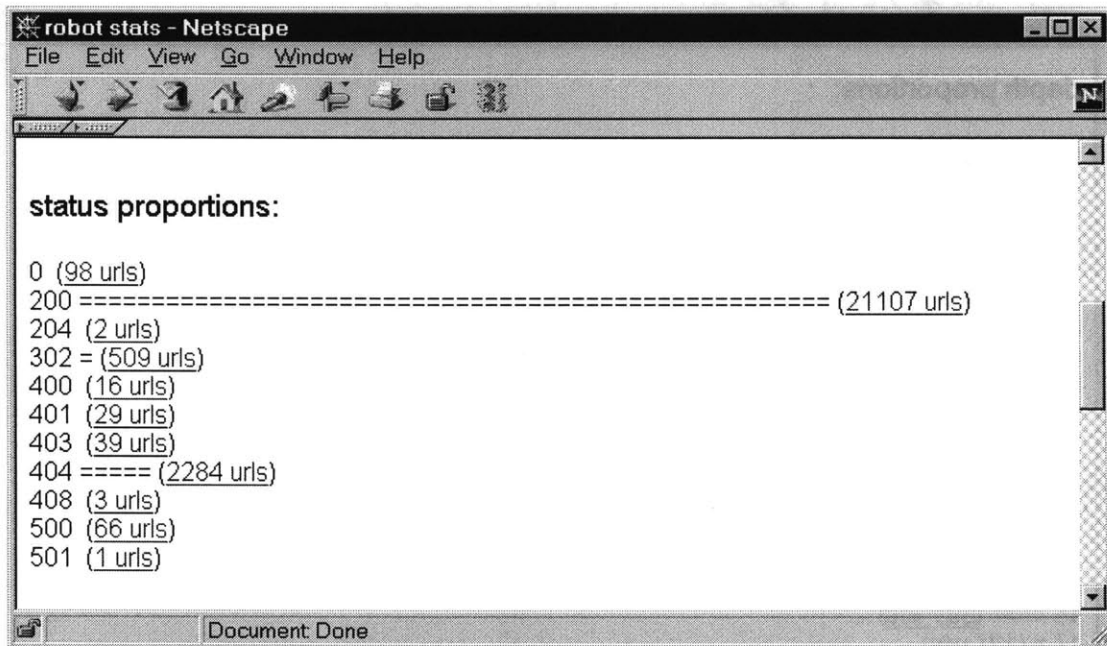 depth proportions:
robot stats - Netscape
File Edit View Go Window Help
N
status proportions:
0 (98 urls)
200 ==================================================== (21107 urls)
204 (2 urls)
302 = (509 urls)
400 (16 urls)
401 (29 urls)
403 (39 urls)
404 ===== (2284 urls)
408 (3 urls)
500 (66 urls)
501 (1 urls)
Document: Done